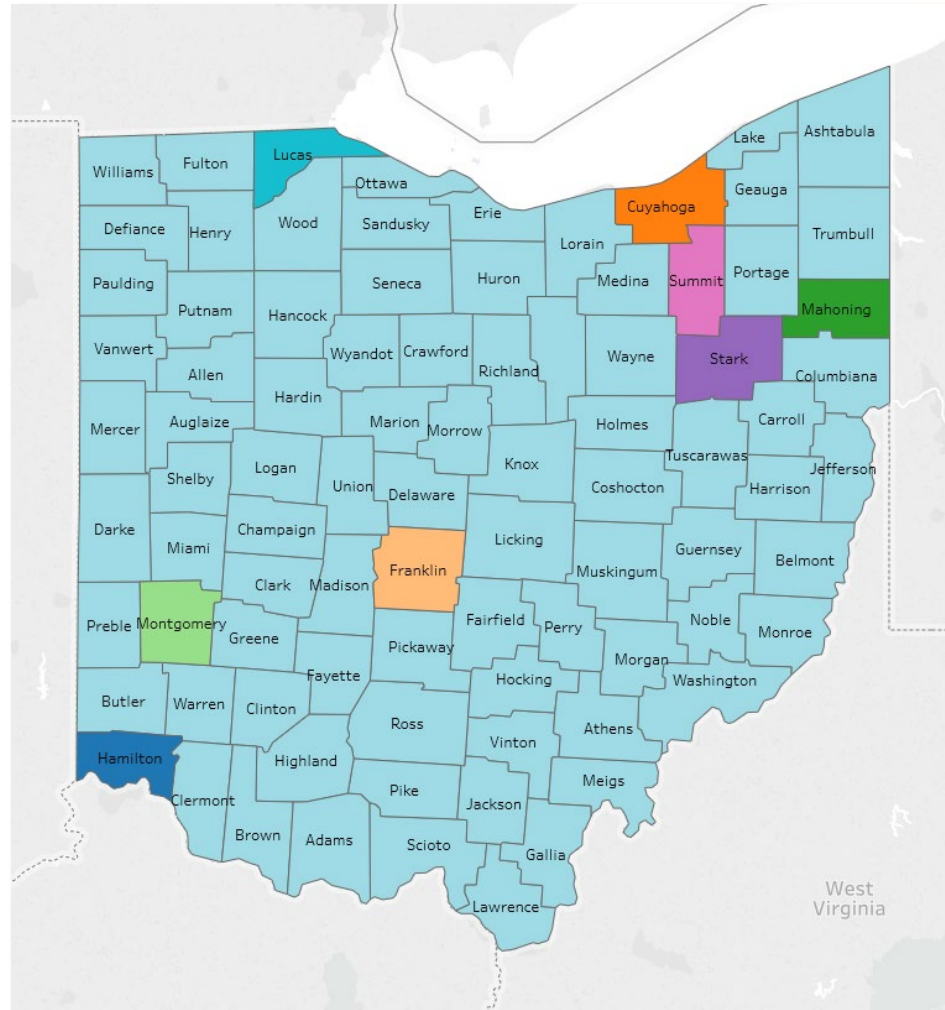 Lake
Ashtabula
Lucas
Fulton
Williams
Ottawa
Geauga
Cuyahoga
Erie
Wood
Sandusky
Defiance
Henry
Trumbull
Lorain
Portage
Huron
Medina
Summit
Seneca
Paulding
Putnam
Hancock
Mahoning
Vanwert
Wyandot
Crawford
Wayne
Stark
Richland
Allen
Columbiana
Hardin
Auglaize
Marion
Morrow
Holmes
Carroll
Mercer
Tuscarawas
Knox
Logan
Jefferson
Shelby
Union
Delaware
Coshocton
Harrison
Darke
Champaign
Licking
Miami
Guernsey
Belmont
Franklin
Muskingum
Clark
Madison
Montgomery
Preble
Greene
Fairfield
Perry
Noble
Monroe
Pickaway
Morgan
Fayette
Hocking
Washington
Butler
Warren
Clinton
Ross
Athens
Vinton
Hamilton
Highland
Meigs
Pike
Clermont
Jackson
Brown
Adams
Scioto
Gallia
Lawrence
West
Virginia